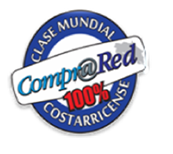 CLASE MUNDIAL
Compr@Red
100%
COSTARRICENSE